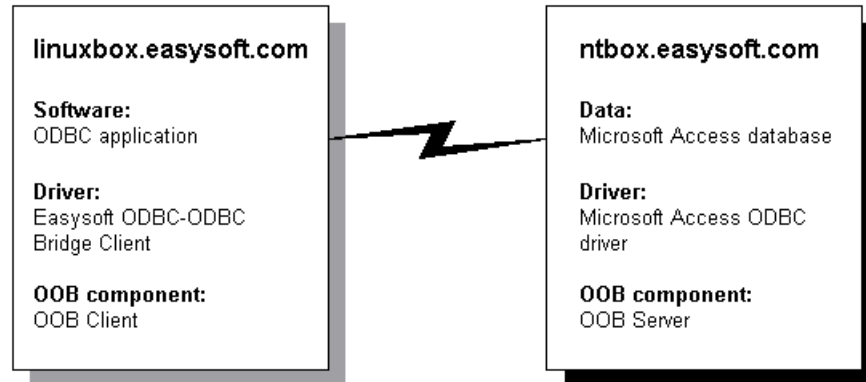 linuxbox.easysoft.com
Software:
ODBC application
Driver:
Easysoft ODBC-ODBC
Bridge Client
OOB component:
OOB Client
ntbox.easysoft.com
Data:
Microsoft Access database
Driver:
Microsoft Access ODBC
driver
OOB component:
OOB Server